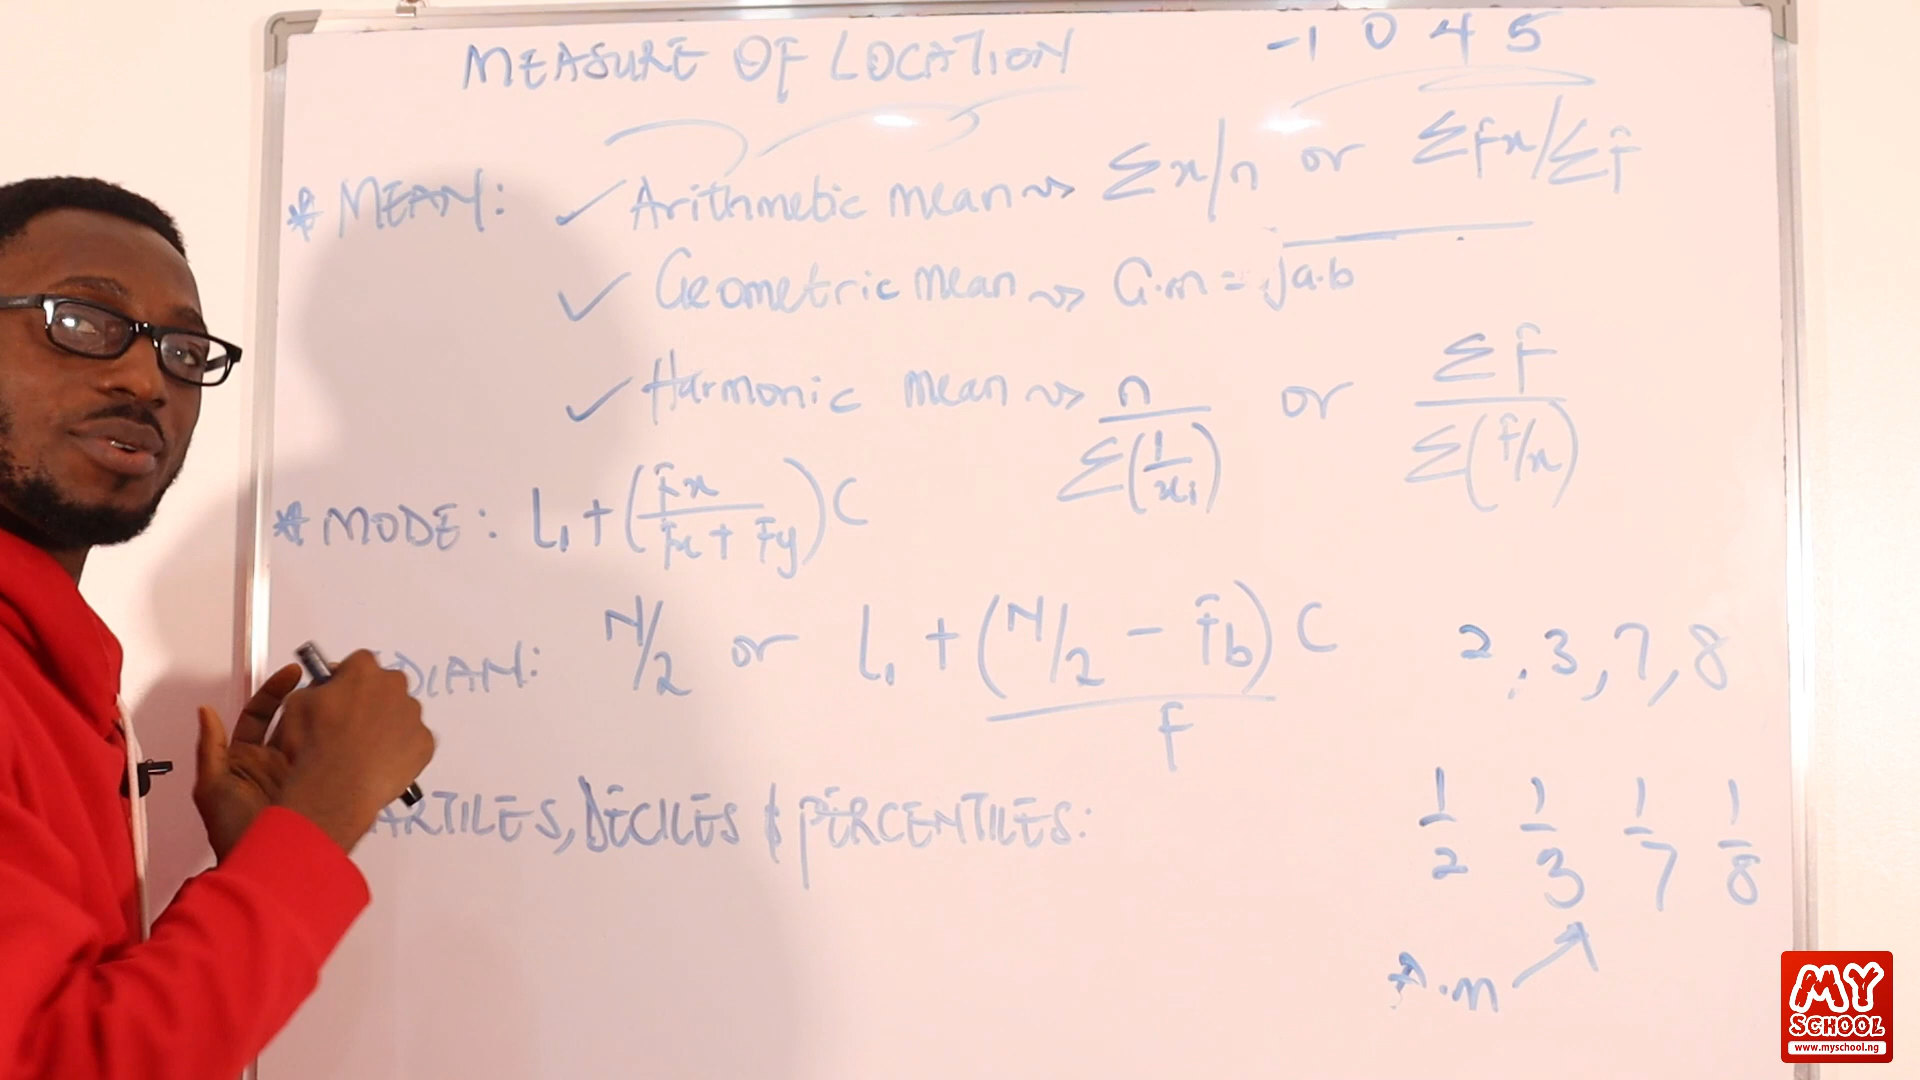 MEASURE OF LOCATION
-1 0 4 5
* MEAN: ✓ Arithmetic mean ~> Σx/n or ΣFx/ΣF
✓ Geometric mean ~> G.m = √a.b
✓ Harmonic mean ~> n/Σ(1/xi) or ΣF/Σ(F/x)
* MODE: L1 + (Fx/Fx + Fy) C
DIAN: N/2 or L1 + (N/2 - Fb) C / F
2, 3, 7, 8
ARTILES, DECILES & PERCENTILES:
1/2 1/3 1/7 1/8
A.m
MY
SCHOOL
www.myschool.ng